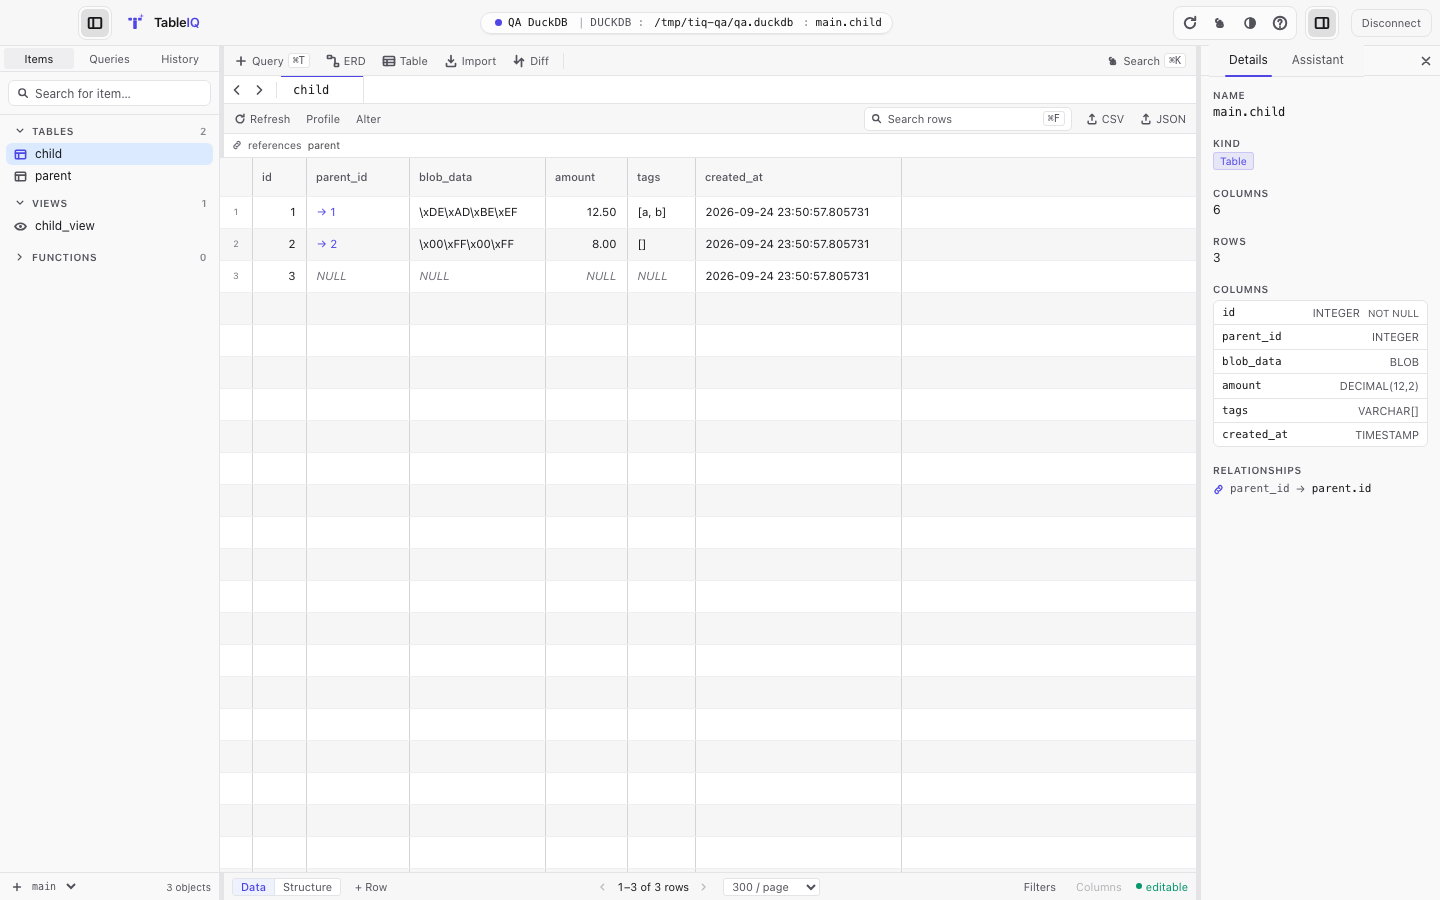 TableIQ
QA DuckDB | DUCKDB : /tmp/tiq-qa/qa.duckdb : main.child
Disconnect
Items Queries History
Search for item...
TABLES 2
child
parent
VIEWS 1
child_view
FUNCTIONS 0
+ main
3 objects
+ Query ⌘T ERD Table Import Diff
Search ⌘K
child
Refresh Profile Alter
Search rows ⌘F CSV JSON
references parent
id parent_id blob_data amount tags created_at
1 1 → 1 \xDE\xAD\xBE\xEF 12.50 [a, b] 2026-09-24 23:50:57.805731
2 2 → 2 \x00\xFF\x00\xFF 8.00 [] 2026-09-24 23:50:57.805731
3 3 NULL NULL NULL NULL 2026-09-24 23:50:57.805731
Data Structure + Row
1–3 of 3 rows
300 / page
Filters Columns editable
Details Assistant
NAME
main.child
KIND
Table
COLUMNS
6
ROWS
3
COLUMNS
id INTEGER NOT NULL
parent_id INTEGER
blob_data BLOB
amount DECIMAL(12,2)
tags VARCHAR[]
created_at TIMESTAMP
RELATIONSHIPS
parent_id → parent.id